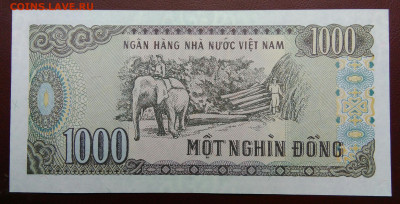 COINS.LAVE.RU
NGÂN HÀNG NHÀ NƯỚC VIỆT NAM
1000
1000
MỘT NGHÌN ĐỒNG